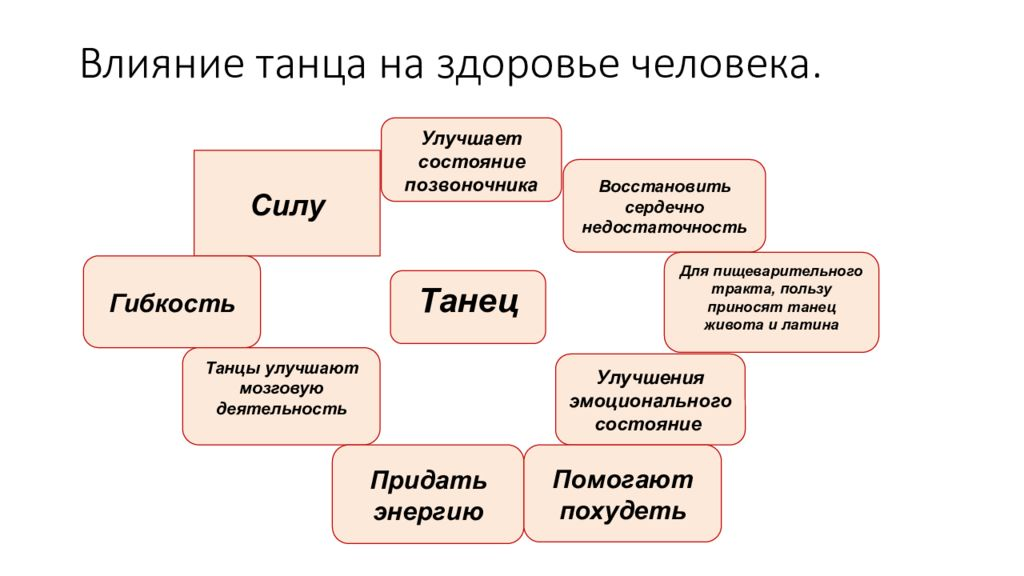 Влияние танца на здоровье человека.
Улучшает
состояние
позвоночника
Силу
Восстановить
сердечно
недостаточность
Гибкость
Танец
Для пищеварительного
тракта, пользу
приносят танец
живота и латина
Танцы улучшают
мозговую
деятельность
Улучшения
эмоционального
состояние
Придать
энергию
Помогают
похудеть